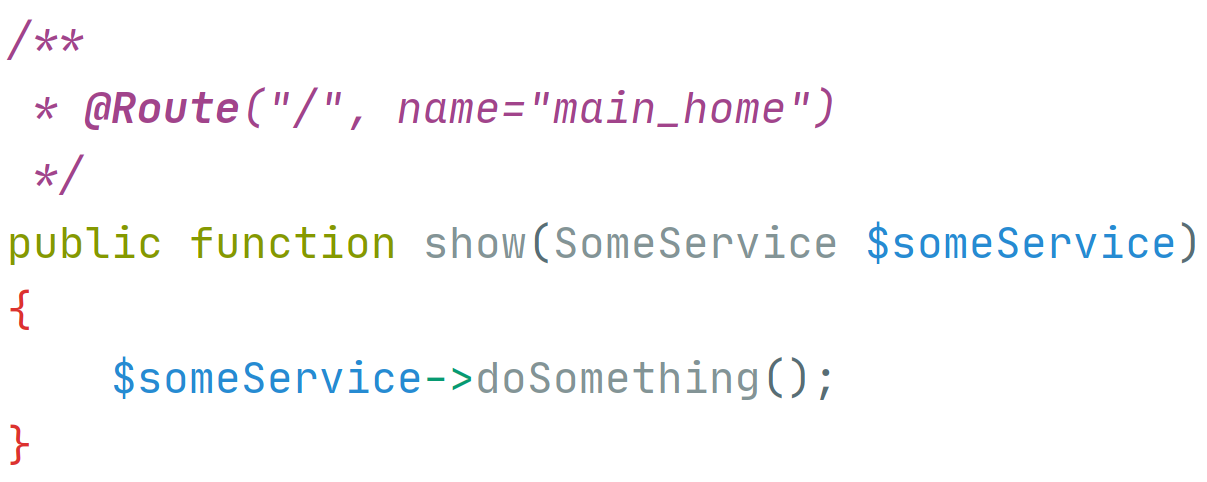 /**
 * @Route("/", name="main_home")
 */
public function show(SomeService $someService)
{
    $someService->doSomething();
}